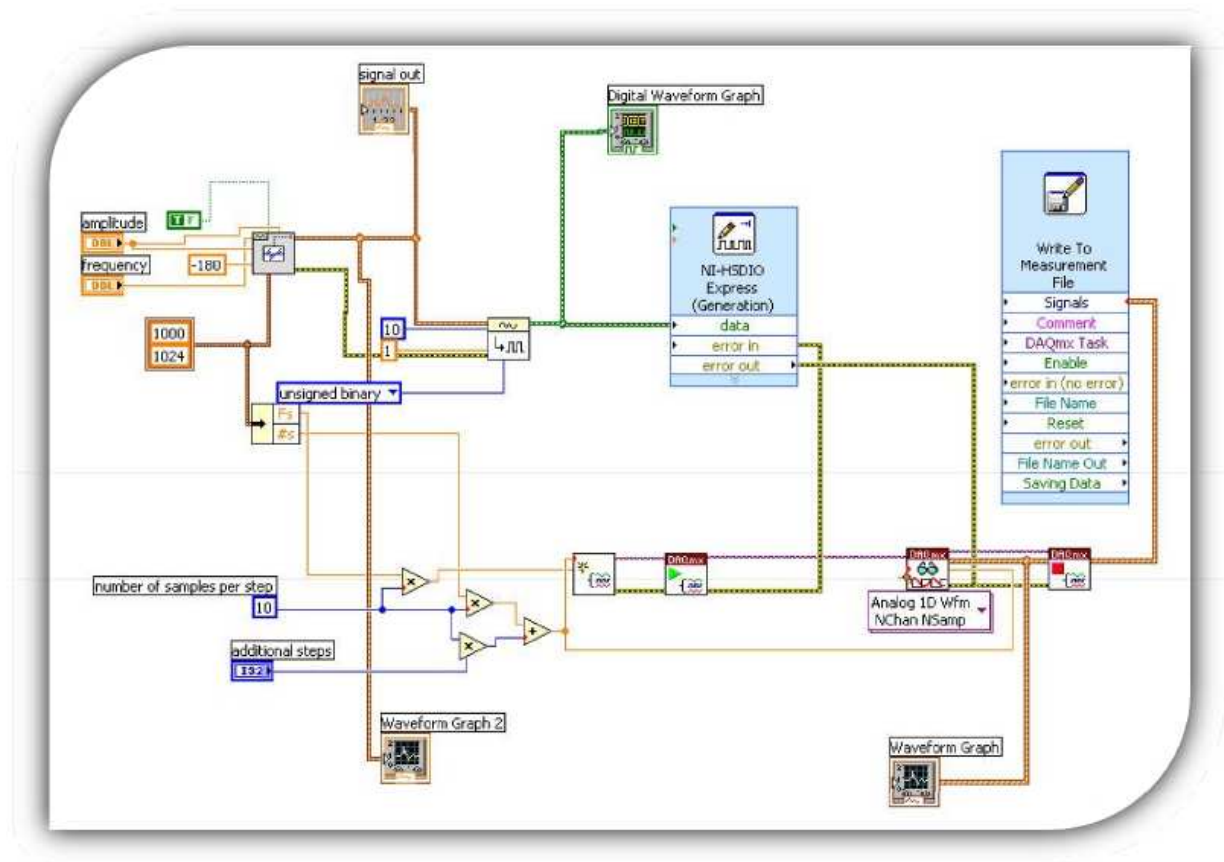 signal out
Digital Waveform Graph
T F
amplitude
DBL
frequency
DBL
-180
1000
1024
10
1
unsigned binary
Fs
#s
NI-HSDIO
Express
(Generation)
data
error in
error out
Write To
Measurement
File
Signals
Comment
DAQmx Task
Enable
error in (no error)
File Name
Reset
error out
File Name Out
Saving Data
number of samples per step
10
additional steps
I32
DAQmx
DAQmx
DAQmx
Analog 1D Wfm
NChan NSamp
Waveform Graph 2
Waveform Graph